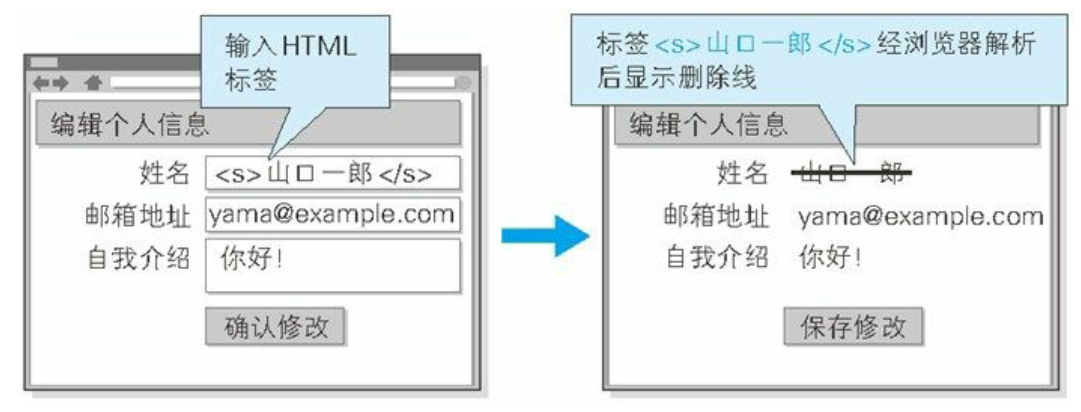 输入HTML
标签
编辑个人信息
姓名 <s>山口一郎</s>
邮箱地址 yama@example.com
自我介绍 你好!
确认修改
标签<s>山口一郎</s>经浏览器解析
后显示删除线
编辑个人信息
姓名 山口一郎
邮箱地址 yama@example.com
自我介绍 你好!
保存修改